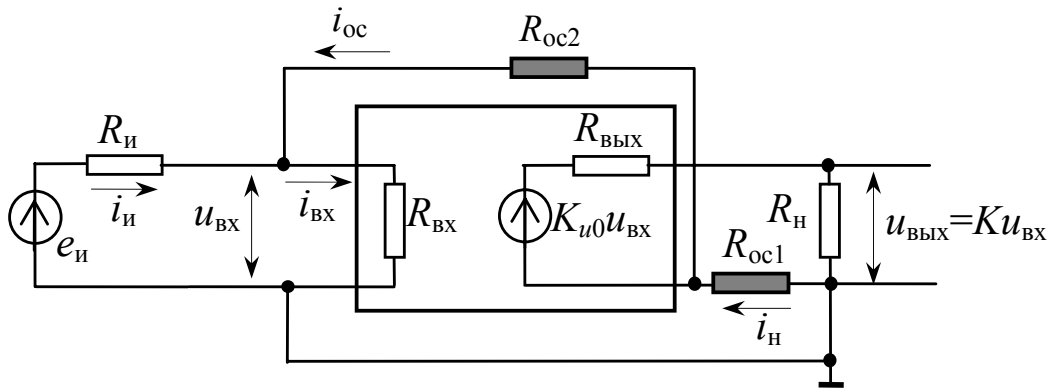 iос
Rос2
Rи
Rвых
iи
uвх
iвх
Rвх
eи
Ku0uвх
Rн
uвых=Kuвх
Rос1
iн